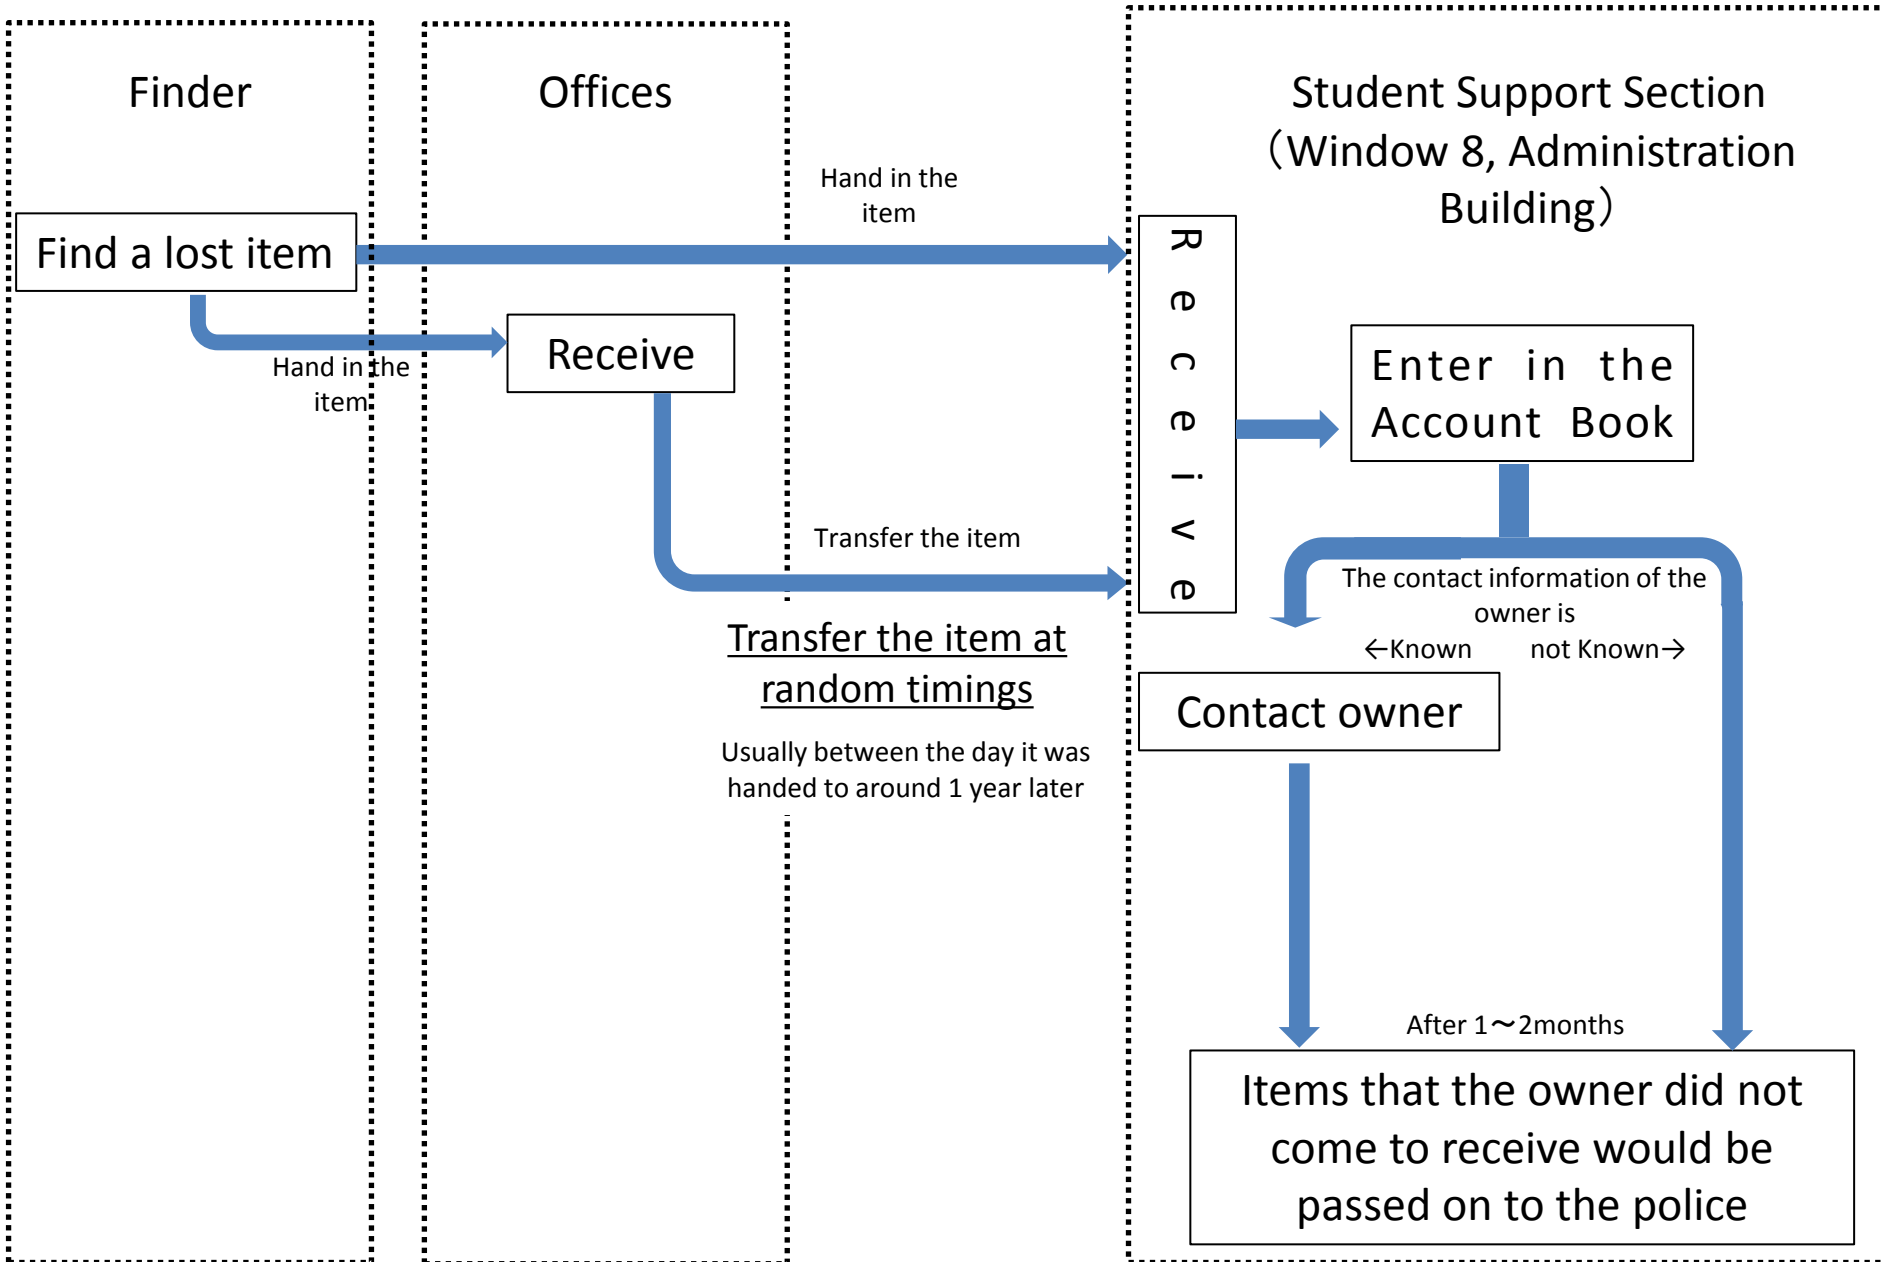 Finder
Offices
Student Support Section
（Window 8, Administration
Building）
Find a lost item
Hand in the
item
Hand in the
item
Receive
Receive
Enter in the
Account Book
Transfer the item
Transfer the item at
random timings
Usually between the day it was
handed to around 1 year later
The contact information of the
owner is
←Known not Known→
Contact owner
After 1～2months
Items that the owner did not
come to receive would be
passed on to the police